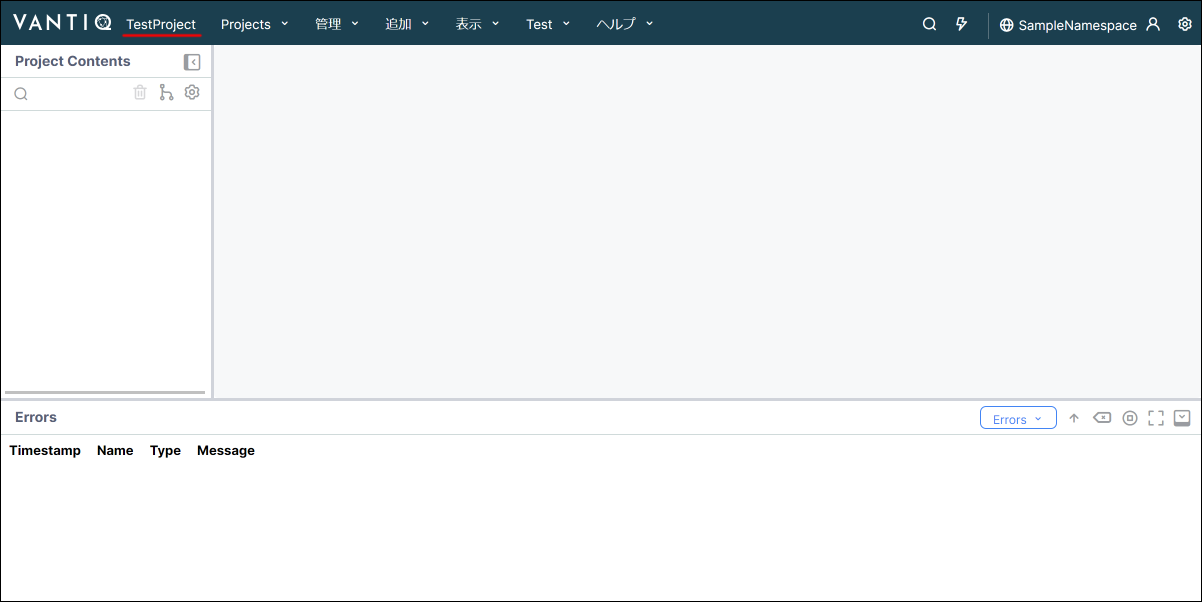 VANTIQ TestProject Projects 管理 追加 表示 Test ヘルプ SampleNamespace
Project Contents
Errors Errors
Timestamp Name Type Message